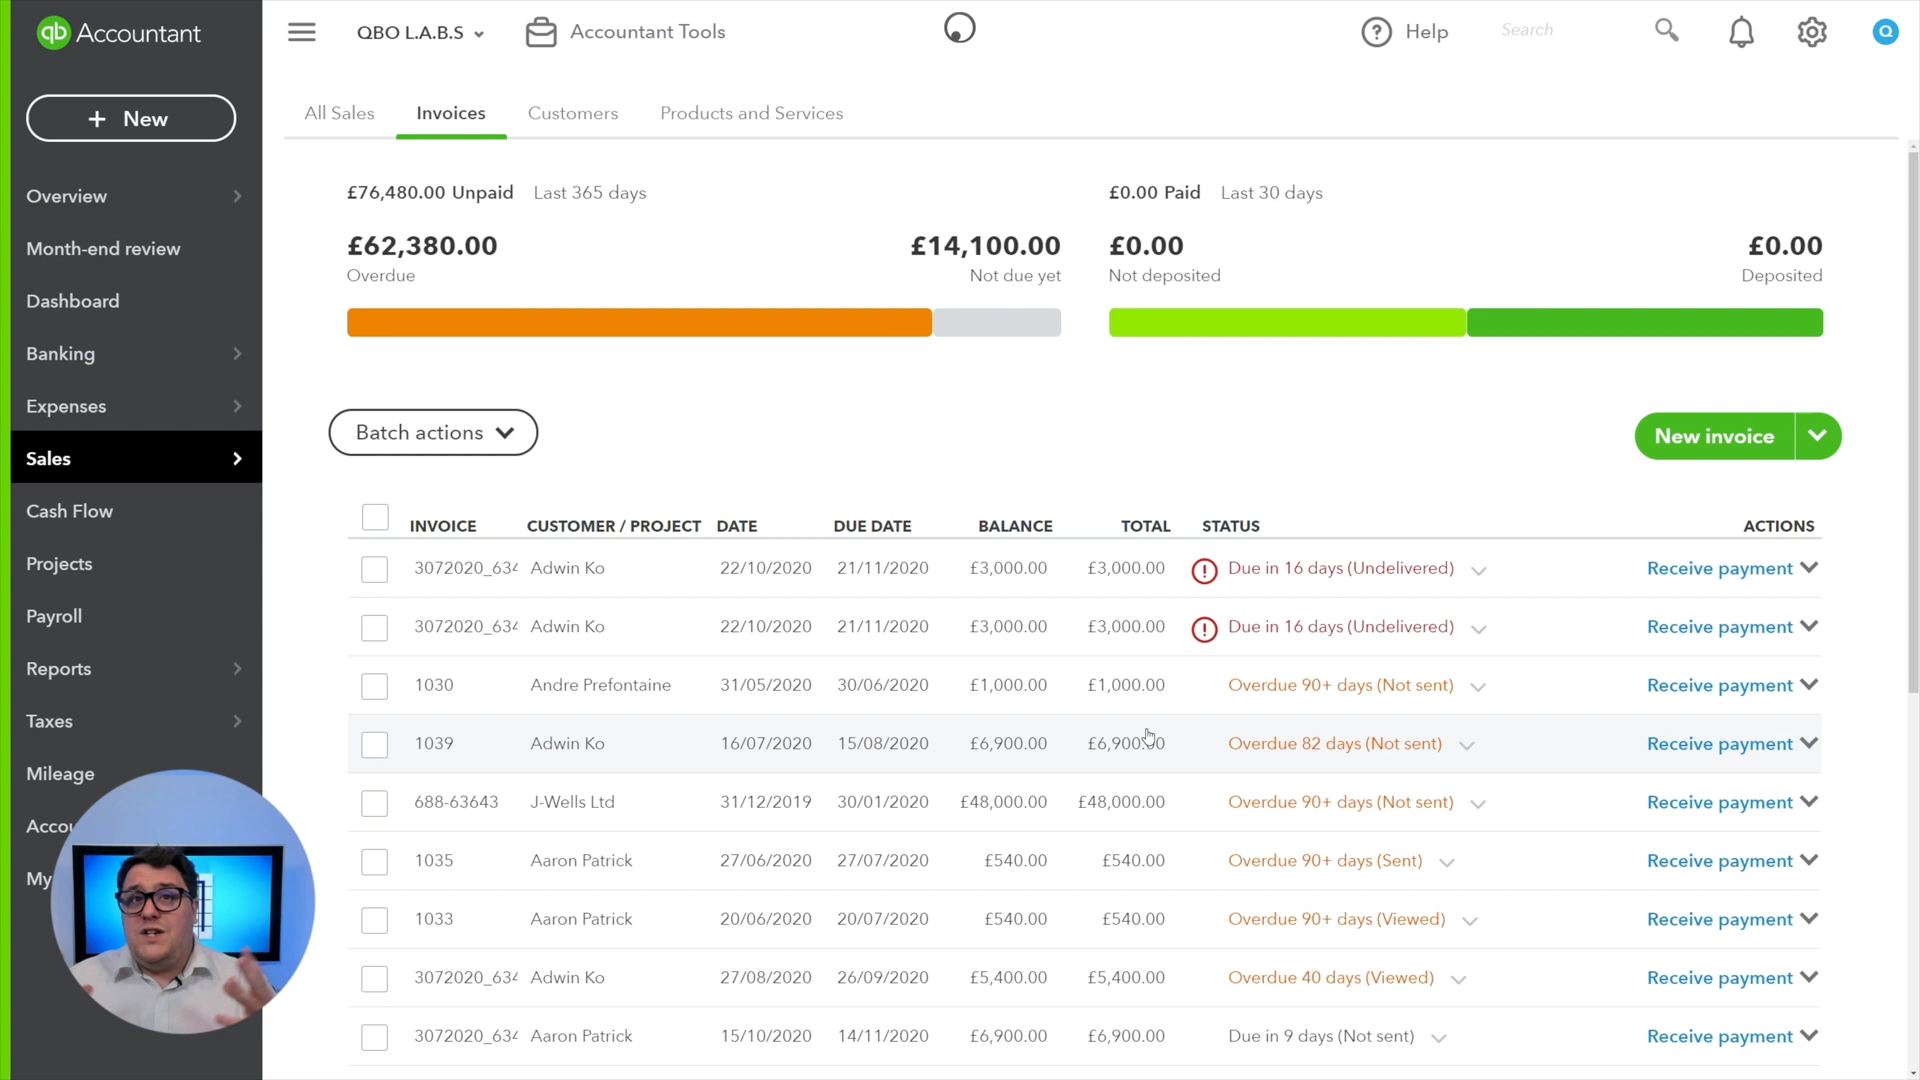 qb Accountant
QBO L.A.B.S
Accountant Tools
? Help
Search
Q
+ New
Overview
Month-end review
Dashboard
Banking
Expenses
Sales
Cash Flow
Projects
Payroll
Reports
Taxes
Mileage
Accou
My
All Sales Invoices Customers Products and Services
£76,480.00 Unpaid Last 365 days
£62,380.00 £14,100.00
Overdue Not due yet
£0.00 Paid Last 30 days
£0.00 £0.00
Not deposited Deposited
Batch actions
New invoice
INVOICE CUSTOMER / PROJECT DATE DUE DATE BALANCE TOTAL STATUS ACTIONS
3072020_634 Adwin Ko 22/10/2020 21/11/2020 £3,000.00 £3,000.00 ! Due in 16 days (Undelivered) Receive payment
3072020_634 Adwin Ko 22/10/2020 21/11/2020 £3,000.00 £3,000.00 ! Due in 16 days (Undelivered) Receive payment
1030 Andre Prefontaine 31/05/2020 30/06/2020 £1,000.00 £1,000.00 Overdue 90+ days (Not sent) Receive payment
1039 Adwin Ko 16/07/2020 15/08/2020 £6,900.00 £6,900.00 Overdue 82 days (Not sent) Receive payment
688-63643 J-Wells Ltd 31/12/2019 30/01/2020 £48,000.00 £48,000.00 Overdue 90+ days (Not sent) Receive payment
1035 Aaron Patrick 27/06/2020 27/07/2020 £540.00 £540.00 Overdue 90+ days (Sent) Receive payment
1033 Aaron Patrick 20/06/2020 20/07/2020 £540.00 £540.00 Overdue 90+ days (Viewed) Receive payment
3072020_634 Adwin Ko 27/08/2020 26/09/2020 £5,400.00 £5,400.00 Overdue 40 days (Viewed) Receive payment
3072020_634 Aaron Patrick 15/10/2020 14/11/2020 £6,900.00 £6,900.00 Due in 9 days (Not sent) Receive payment